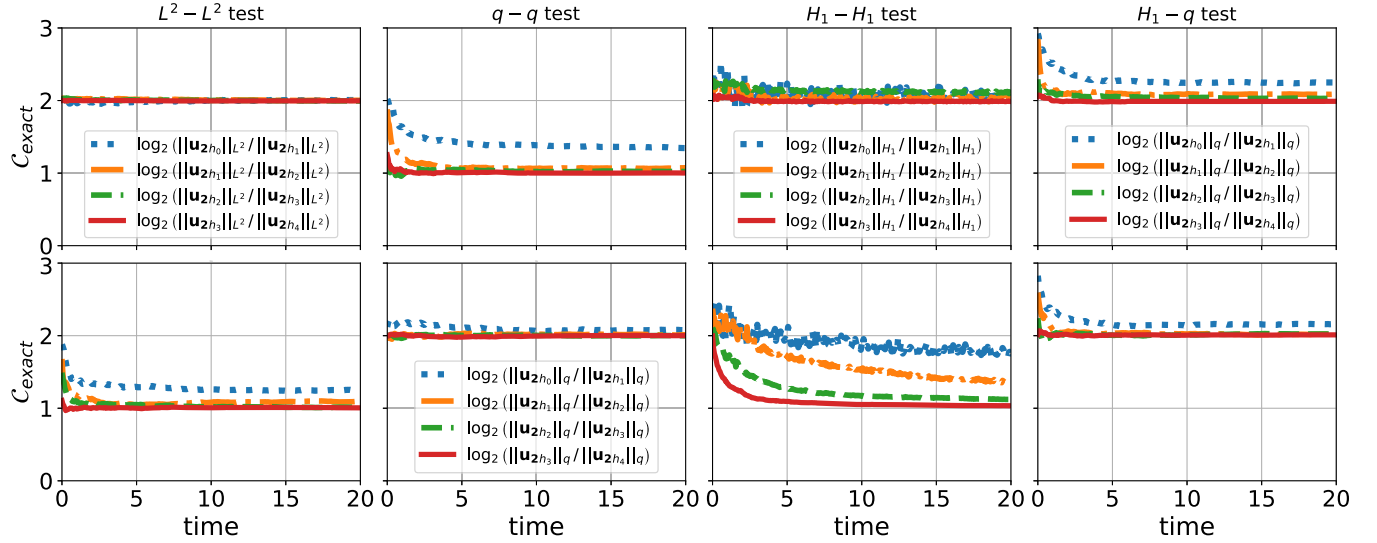 L² − L² test
q − q test
H₁ − H₁ test
H₁ − q test
3
2
1
0
𝒞exact
log₂ (||𝐮𝟐h₀||L² / ||𝐮𝟐h₁||L²)
log₂ (||𝐮𝟐h₁||L² / ||𝐮𝟐h₂||L²)
log₂ (||𝐮𝟐h₂||L² / ||𝐮𝟐h₃||L²)
log₂ (||𝐮𝟐h₃||L² / ||𝐮𝟐h₄||L²)
log₂ (||𝐮𝟐h₀||H₁ / ||𝐮𝟐h₁||H₁)
log₂ (||𝐮𝟐h₁||H₁ / ||𝐮𝟐h₂||H₁)
log₂ (||𝐮𝟐h₂||H₁ / ||𝐮𝟐h₃||H₁)
log₂ (||𝐮𝟐h₃||H₁ / ||𝐮𝟐h₄||H₁)
log₂ (||𝐮𝟐h₀||q / ||𝐮𝟐h₁||q)
log₂ (||𝐮𝟐h₁||q / ||𝐮𝟐h₂||q)
log₂ (||𝐮𝟐h₂||q / ||𝐮𝟐h₃||q)
log₂ (||𝐮𝟐h₃||q / ||𝐮𝟐h₄||q)
3
2
1
0
𝒞exact
log₂ (||𝐮𝟐h₀||q / ||𝐮𝟐h₁||q)
log₂ (||𝐮𝟐h₁||q / ||𝐮𝟐h₂||q)
log₂ (||𝐮𝟐h₂||q / ||𝐮𝟐h₃||q)
log₂ (||𝐮𝟐h₃||q / ||𝐮𝟐h₄||q)
0 5 10 15 20
0 5 10 15 20
0 5 10 15 20
0 5 10 15 20
time
time
time
time